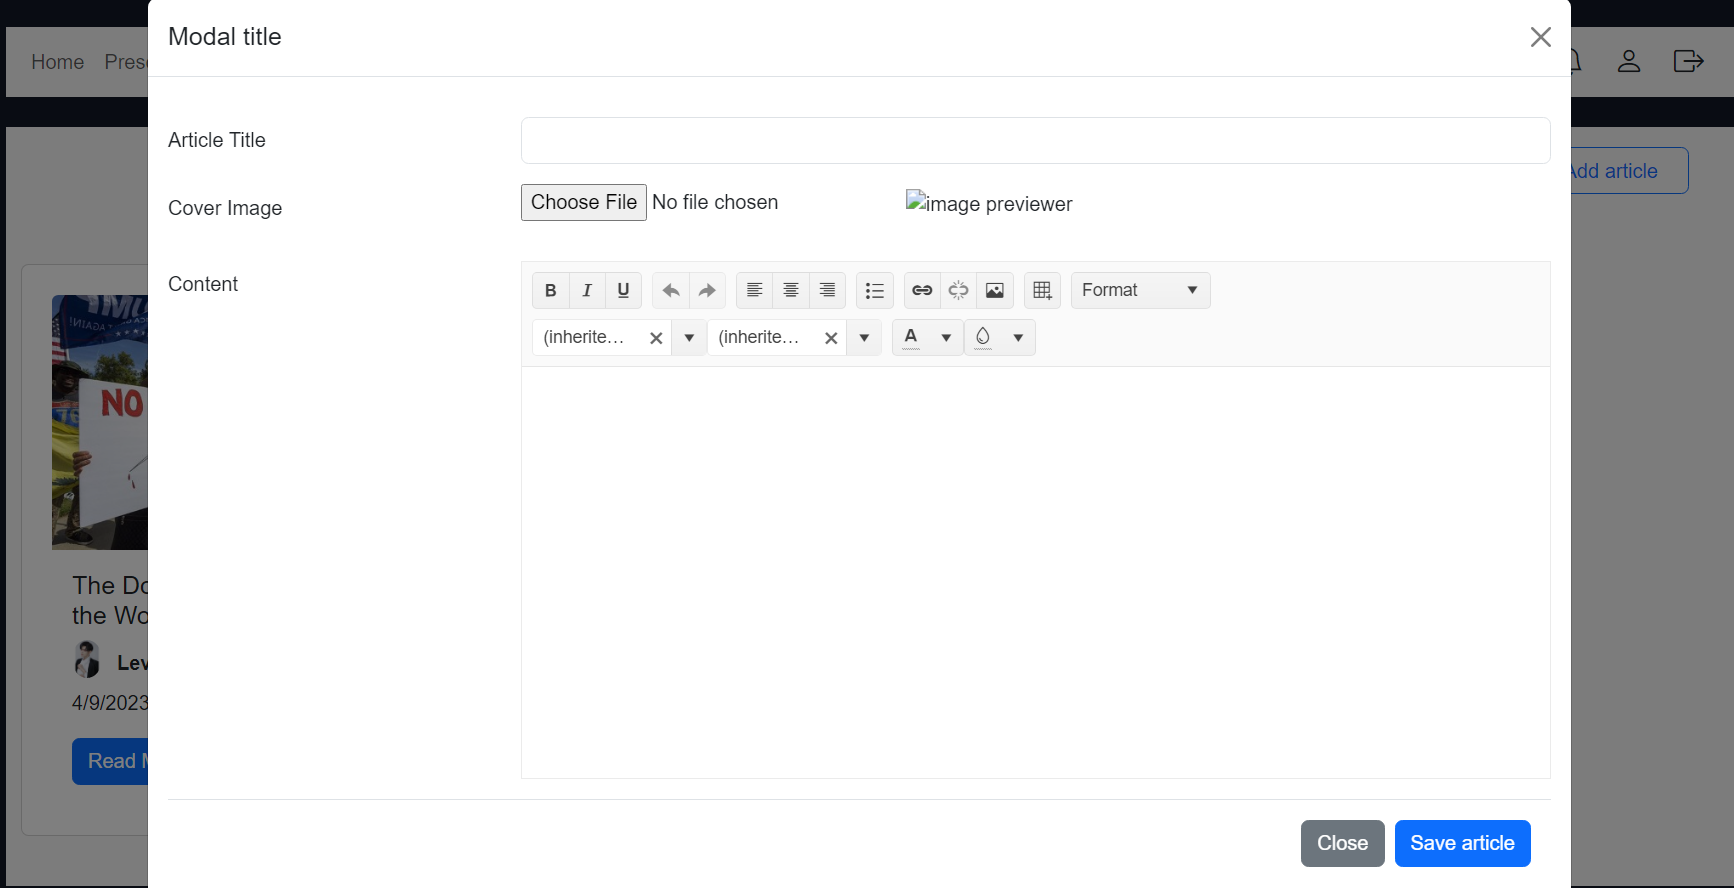 Modal title
Home Pres
Article Title
Add article
Cover Image
Choose File No file chosen
image previewer
Content
B I U
Format
(inherite...
(inherite...
A
NO
The Do
the Wo
Lev
4/9/2023
Read M
Close
Save article